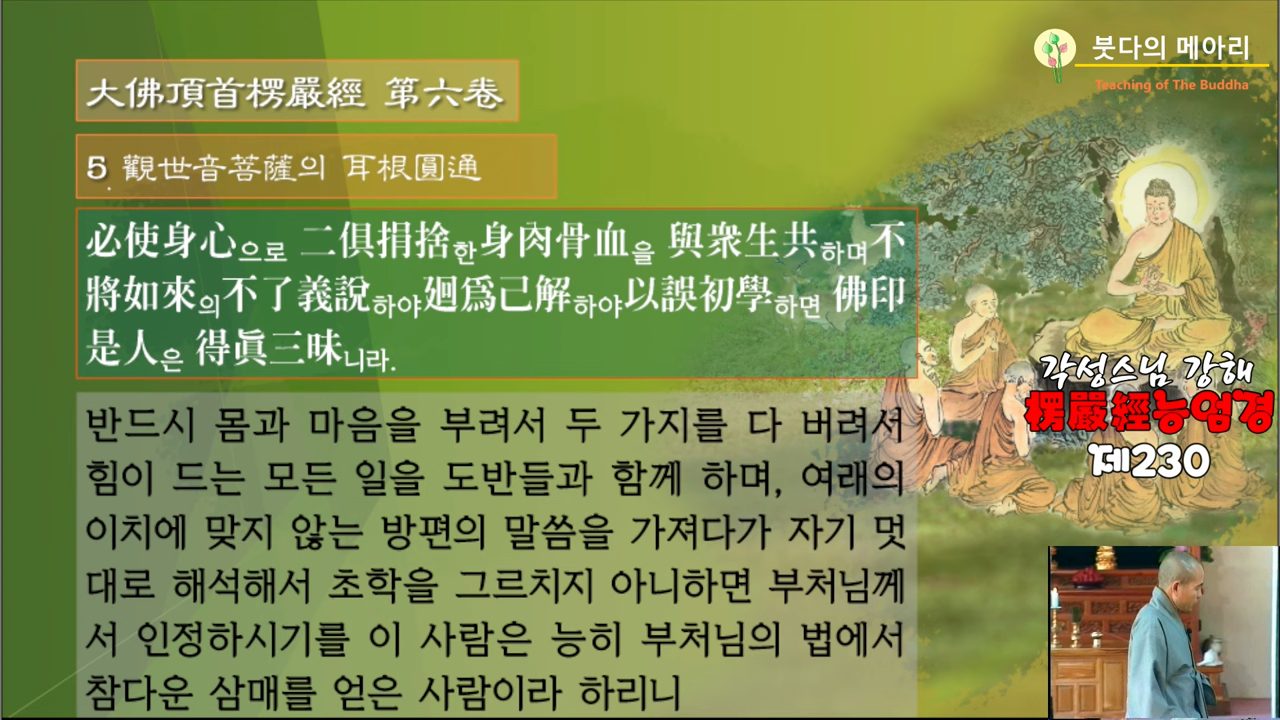 붓다의 메아리
Teaching of The Buddha
大佛頂首楞嚴經 第六卷
5. 觀世音菩薩의 耳根圓通
必使身心으로 二俱捐捨한身肉骨血을 與衆生共하며不
將如來의不了義說하야廻爲己解하야以誤初學하면 佛印
是人은 得眞三昧니라.
반드시 몸과 마음을 부려서 두 가지를 다 버려서
힘이 드는 모든 일을 도반들과 함께 하며, 여래의
이치에 맞지 않는 방편의 말씀을 가져다가 자기 멋
대로 해석해서 초학을 그르치지 아니하면 부처님께
서 인정하시기를 이 사람은 능히 부처님의 법에서
참다운 삼매를 얻은 사람이라 하리니
각성스님 강해
楞嚴經능엄경
제230